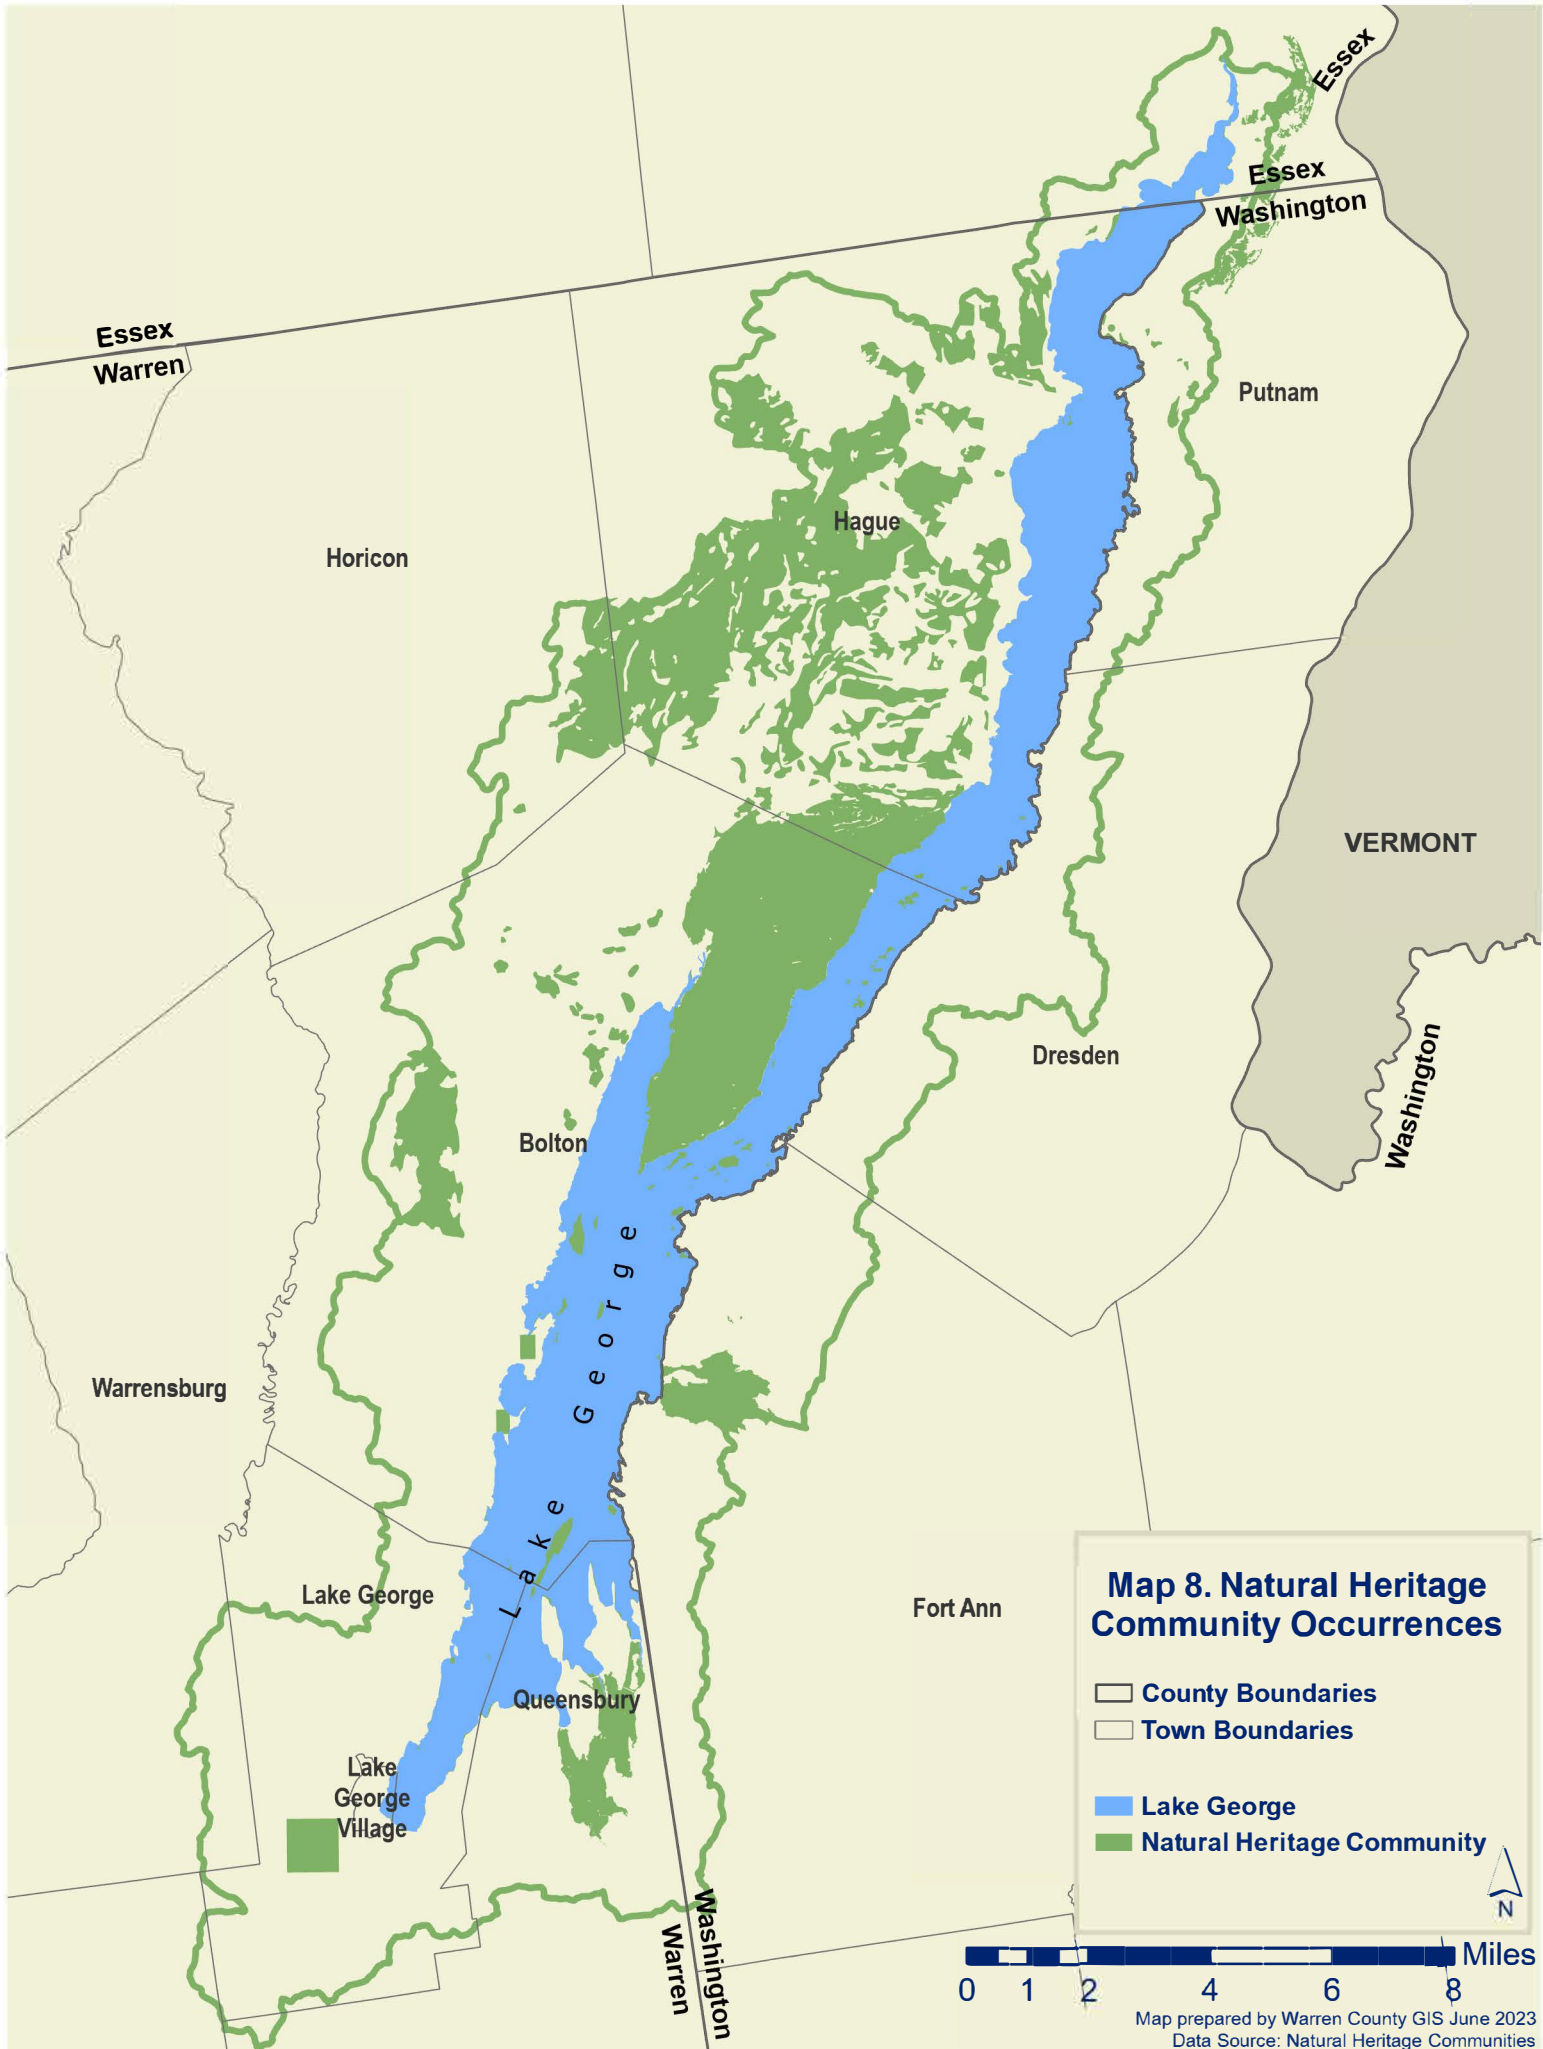 Essex
Essex
Washington
Essex
Warren
Putnam
Hague
Horicon
VERMONT
Dresden
Washington
Bolton
Lake George
Warrensburg
Lake George
Fort Ann
Queensbury
Lake
George
Village
Washington
Warren
Map 8. Natural Heritage
Community Occurrences
County Boundaries
Town Boundaries
Lake George
Natural Heritage Community
N
Miles
0 1 2 4 6 8
Map prepared by Warren County GIS June 2023
Data Source: Natural Heritage Communities